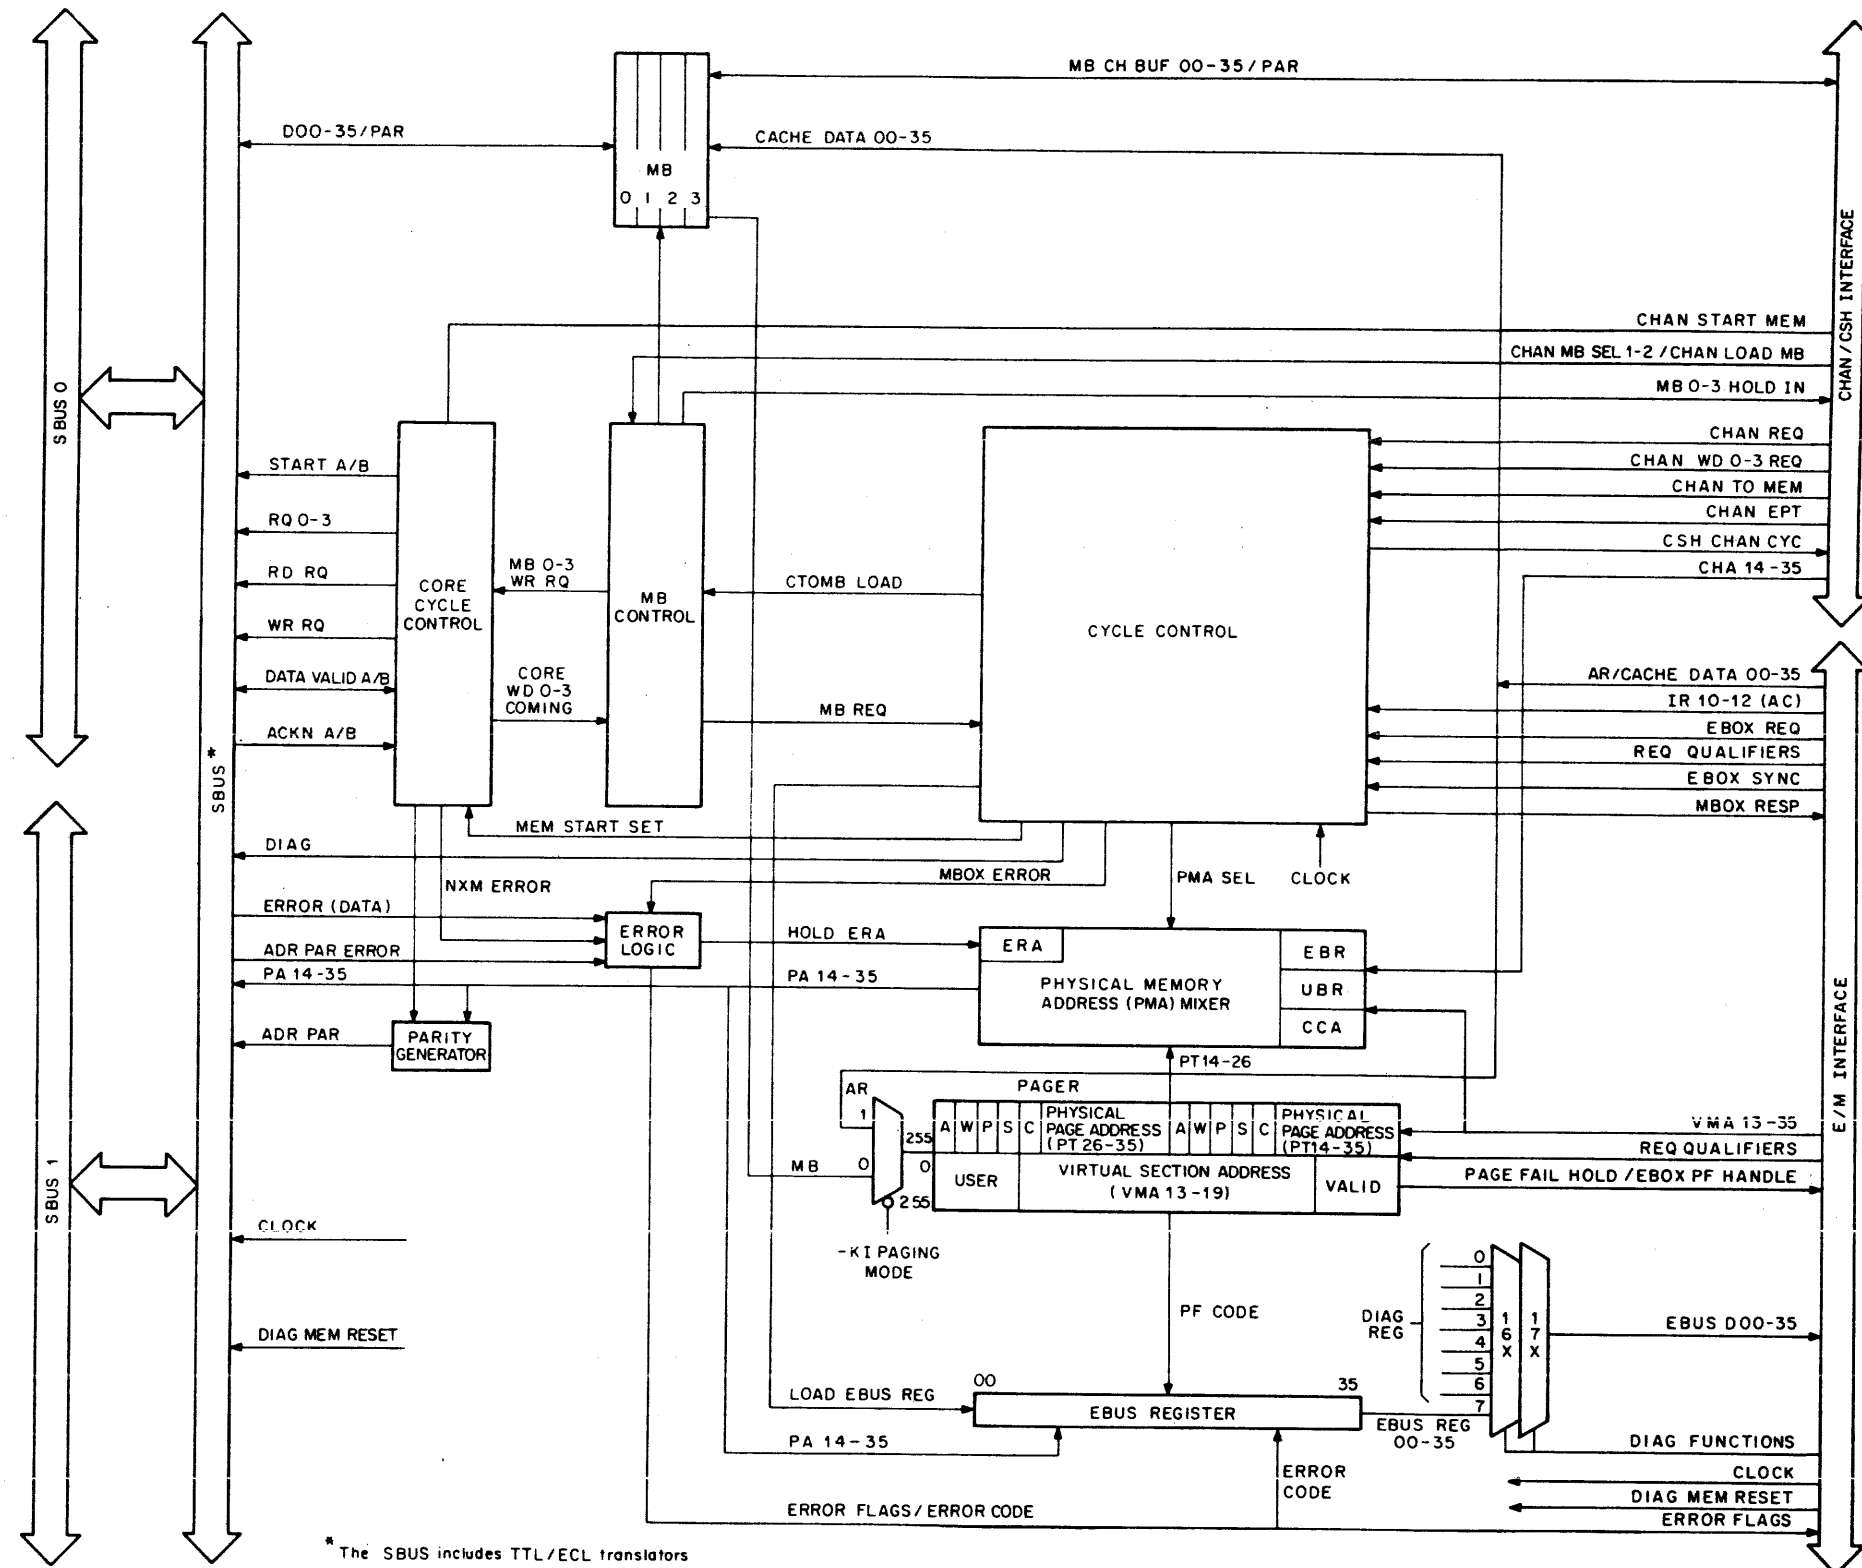 MB CH BUF 00-35/PAR
D00-35/PAR
CACHE DATA 00-35
MB
0 1 2 3
CHAN/CSH INTERFACE
CHAN START MEM
CHAN MB SEL 1-2/CHAN LOAD MB
MB 0-3 HOLD IN
SBUS 0
CHAN REQ
CHAN WD 0-3 REQ
CHAN TO MEM
CHAN EPT
CSH CHAN CYC
CHA 14-35
START A/B
RQ 0-3
RD RQ
WR RQ
DATA VALID A/B
ACKN A/B
CORE
CYCLE
CONTROL
MB 0-3
WR RQ
CORE
WD 0-3
COMING
MB
CONTROL
CTOMB LOAD
MB REQ
CYCLE CONTROL
AR/CACHE DATA 00-35
IR 10-12 (AC)
EBOX REQ
REQ QUALIFIERS
EBOX SYNC
MBOX RESP
SBUS *
MEM START SET
DIAG
NXM ERROR
MBOX ERROR
PMA SEL
CLOCK
ERROR (DATA)
ADR PAR ERROR
PA 14-35
ERROR
LOGIC
HOLD ERA
PA 14-35
ERA
PHYSICAL MEMORY
ADDRESS (PMA) MIXER
EBR
UBR
CCA
ADR PAR
PARITY
GENERATOR
PT14-26
E/M INTERFACE
AR
PAGER
1
0
MB
255
0
255
A W P S C
PHYSICAL
PAGE ADDRESS
(PT 26-35)
A W P S C
PHYSICAL
PAGE ADDRESS
(PT14-35)
USER
VIRTUAL SECTION ADDRESS
(VMA 13-19)
VALID
VMA 13-35
REQ QUALIFIERS
PAGE FAIL HOLD/EBOX PF HANDLE
SBUS 1
CLOCK
-KI PAGING
MODE
DIAG MEM RESET
PF CODE
DIAG
REG
0
1
2
3
4
5
6
7
16X
17X
EBUS D00-35
LOAD EBUS REG
00
35
EBUS REGISTER
EBUS REG
00-35
PA 14-35
DIAG FUNCTIONS
CLOCK
DIAG MEM RESET
ERROR FLAGS
ERROR
CODE
ERROR FLAGS/ERROR CODE
* The SBUS includes TTL/ECL translators